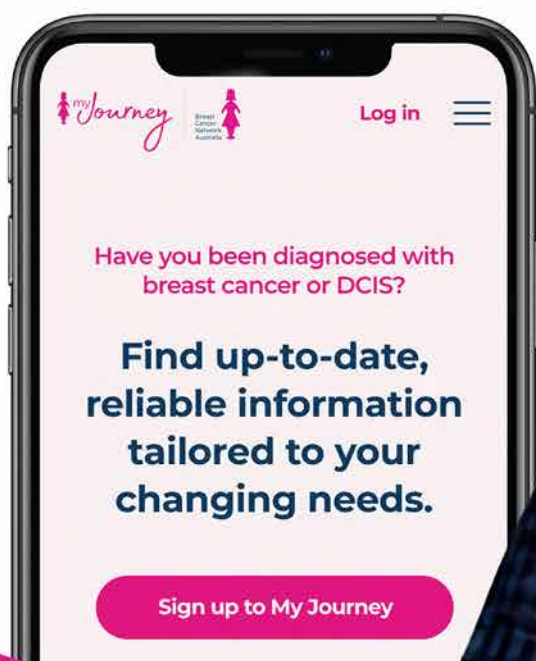 my Journey
Breast
Cancer
Network
Australia
Log in
Have you been diagnosed with
breast cancer or DCIS?
Find up-to-date,
reliable information
tailored to your
changing needs.
Sign up to My Journey